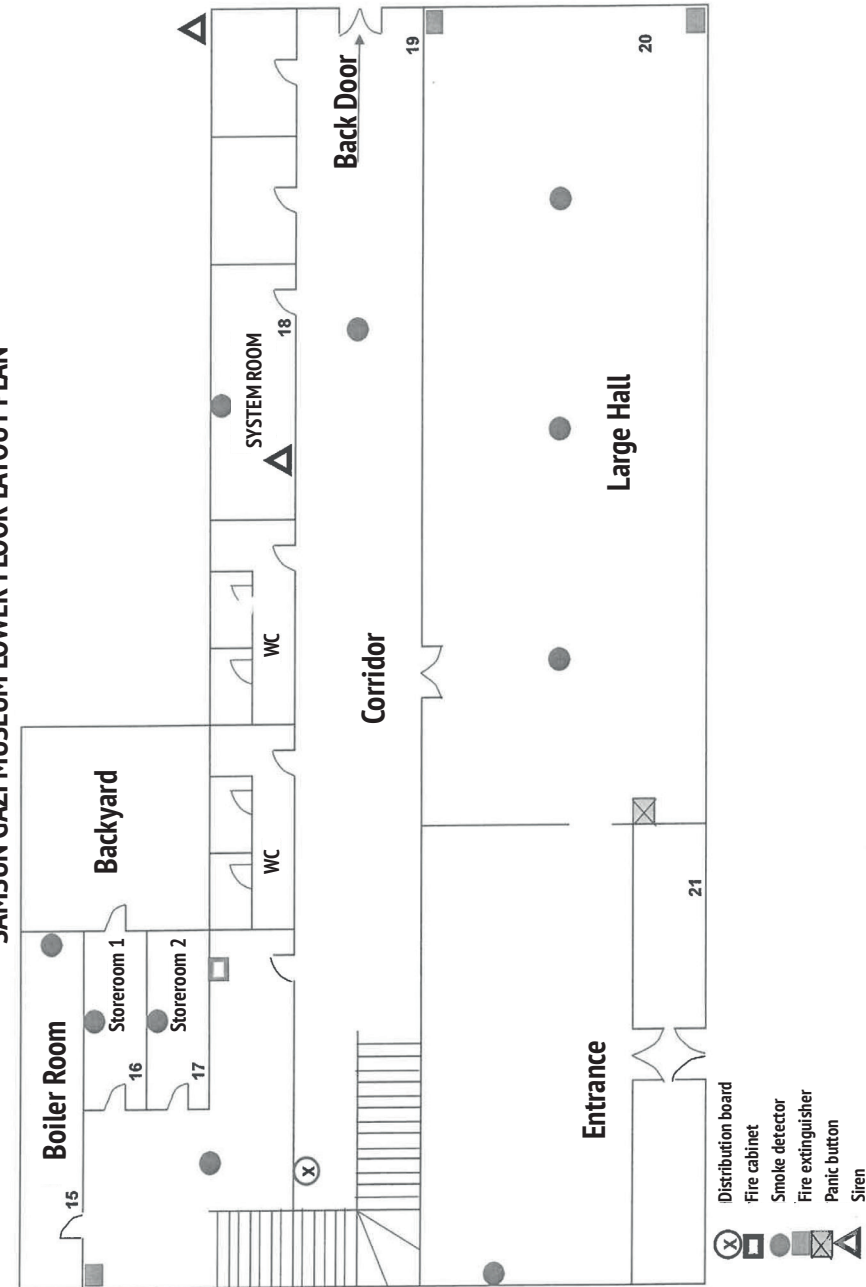 SAMSUN GAZİ MUSEUM LOWER FLOOR LAYOUT PLAN
Boiler Room
15
Storeroom 1
16
Storeroom 2
17
Backyard
WC
WC
SYSTEM ROOM
18
Corridor
Back Door
19
Large Hall
20
Entrance
21
X
Distribution board
Fire cabinet
Smoke detector
Fire extinguisher
Panic button
Siren
X